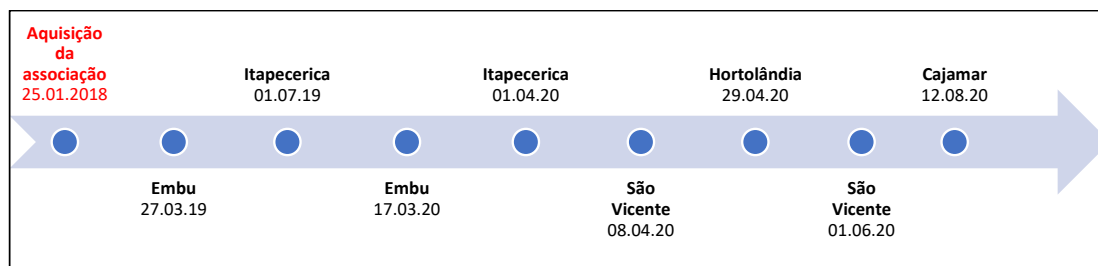 Aquisição
da
associação
25.01.2018
Embu
27.03.19
Itapecerica
01.07.19
Embu
17.03.20
Itapecerica
01.04.20
São
Vicente
08.04.20
Hortolândia
29.04.20
São
Vicente
01.06.20
Cajamar
12.08.20